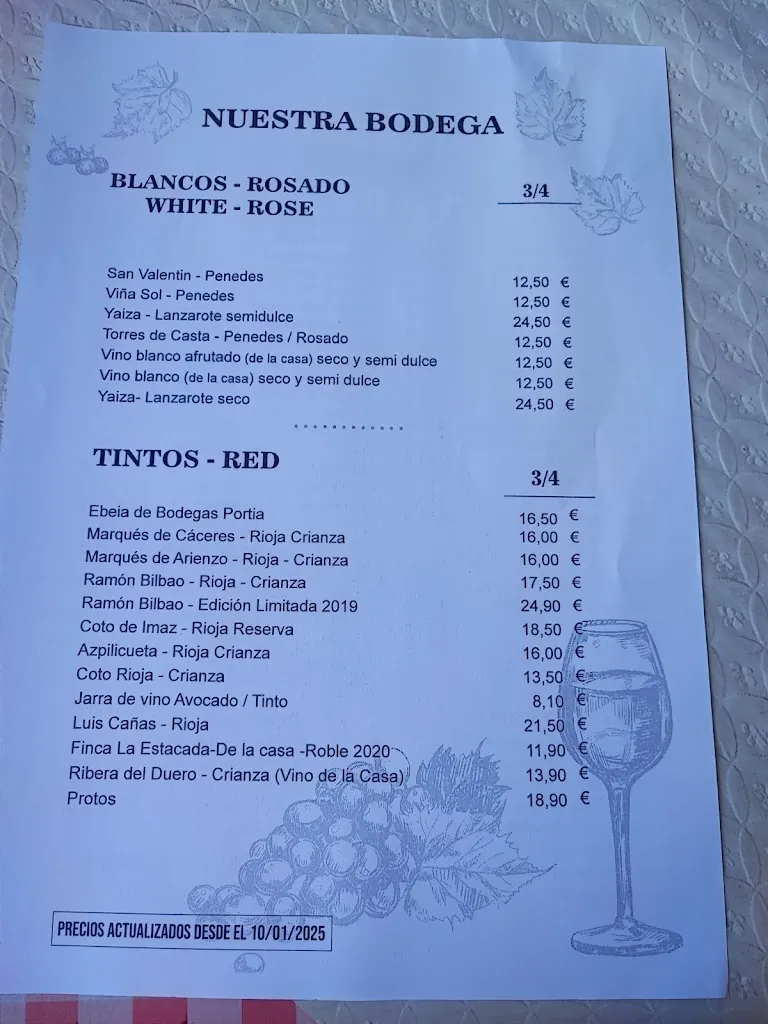 NUESTRA BODEGA
BLANCOS - ROSADO
WHITE - ROSE 3/4
San Valentin - Penedes 12,50 €
Viña Sol - Penedes 12,50 €
Yaiza - Lanzarote semidulce 24,50 €
Torres de Casta - Penedes / Rosado 12,50 €
Vino blanco afrutado (de la casa) seco y semi dulce 12,50 €
Vino blanco (de la casa) seco y semi dulce 12,50 €
Yaiza- Lanzarote seco 24,50 €
TINTOS - RED 3/4
Ebeia de Bodegas Portia 16,50 €
Marqués de Cáceres - Rioja Crianza 16,00 €
Marqués de Arienzo - Rioja - Crianza 16,00 €
Ramón Bilbao - Rioja - Crianza 17,50 €
Ramón Bilbao - Edición Limitada 2019 24,90 €
Coto de Imaz - Rioja Reserva 18,50 €
Azpilicueta - Rioja Crianza 16,00 €
Coto Rioja - Crianza 13,50 €
Jarra de vino Avocado / Tinto 8,10 €
Luis Cañas - Rioja 21,50 €
Finca La Estacada-De la casa -Roble 2020 11,90 €
Ribera del Duero - Crianza (Vino de la Casa) 13,90 €
Protos 18,90 €
PRECIOS ACTUALIZADOS DESDE EL 10/01/2025